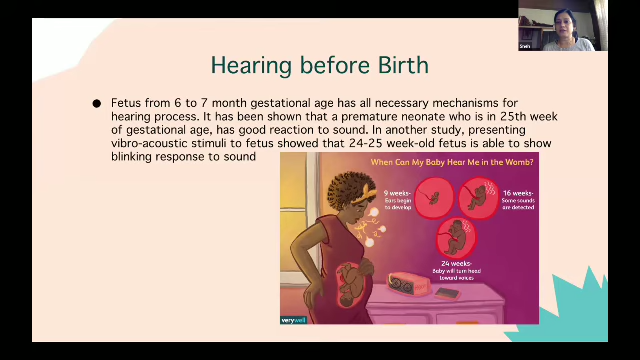 Hearing before Birth
Fetus from 6 to 7 month gestational age has all necessary mechanisms for
hearing process. It has been shown that a premature neonate who is in 25th week
of gestational age, has good reaction to sound. In another study, presenting
vibro-acoustic stimuli to fetus showed that 24-25 week-old fetus is able to show
blinking response to sound
When Can My Baby Hear Me in the Womb?
9 weeks-
Ears begin
to develop
16 weeks-
Some sounds
are detected
24 weeks-
Baby will turn head
toward voices
verywell